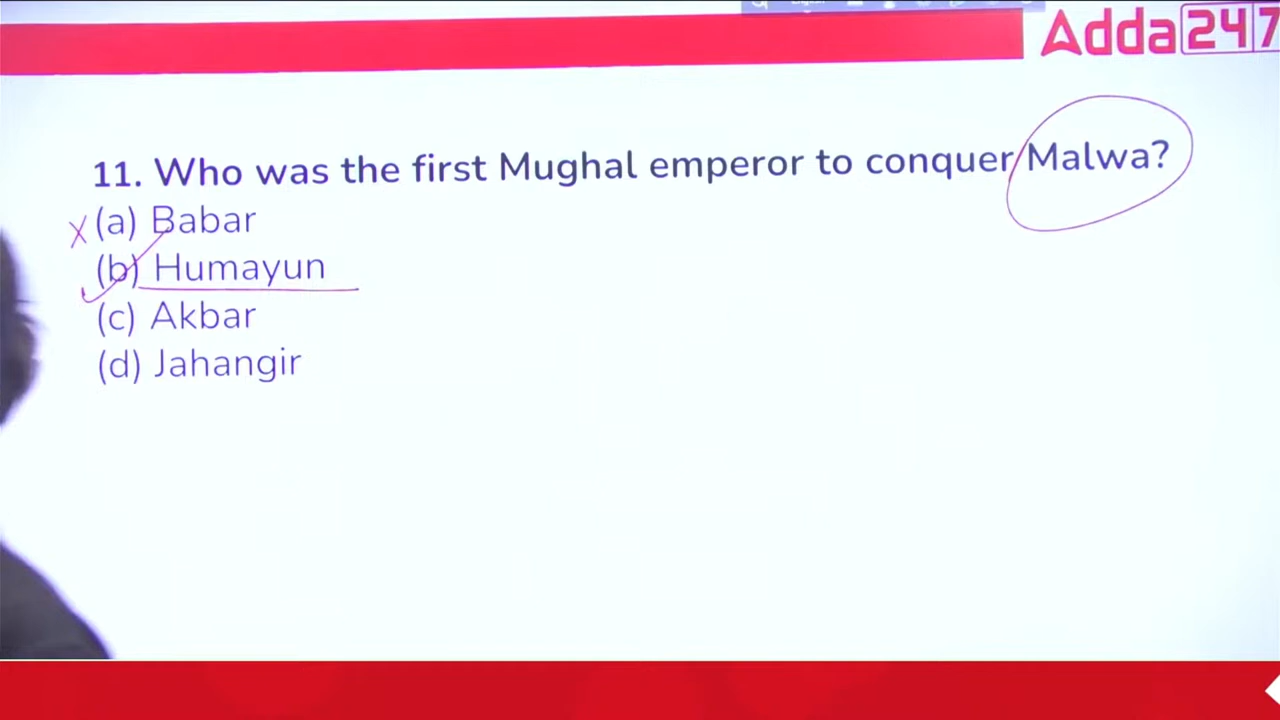 Adda247
11. Who was the first Mughal emperor to conquer Malwa?
(a) Babar
(b) Humayun
(c) Akbar
(d) Jahangir